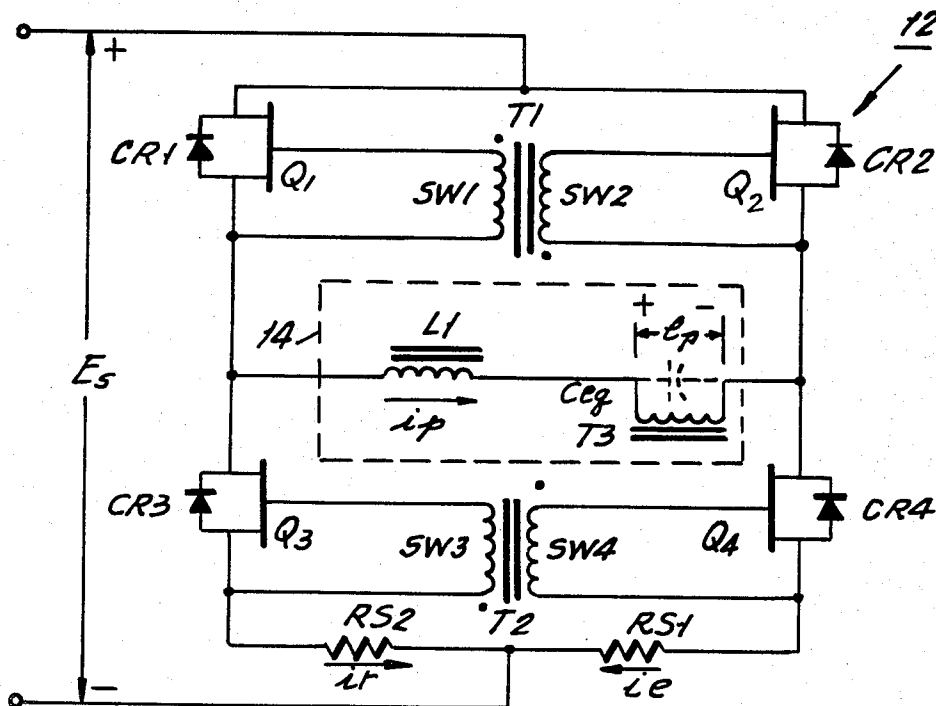 12
+
T1
CR1
Q1
SW1
SW2
Q2
CR2
14
L1
+ -
ep
Es
ip
Ceq
T3
CR3
Q3
SW3
SW4
Q4
CR4
RS2
T2
RS1
ir
ie
-